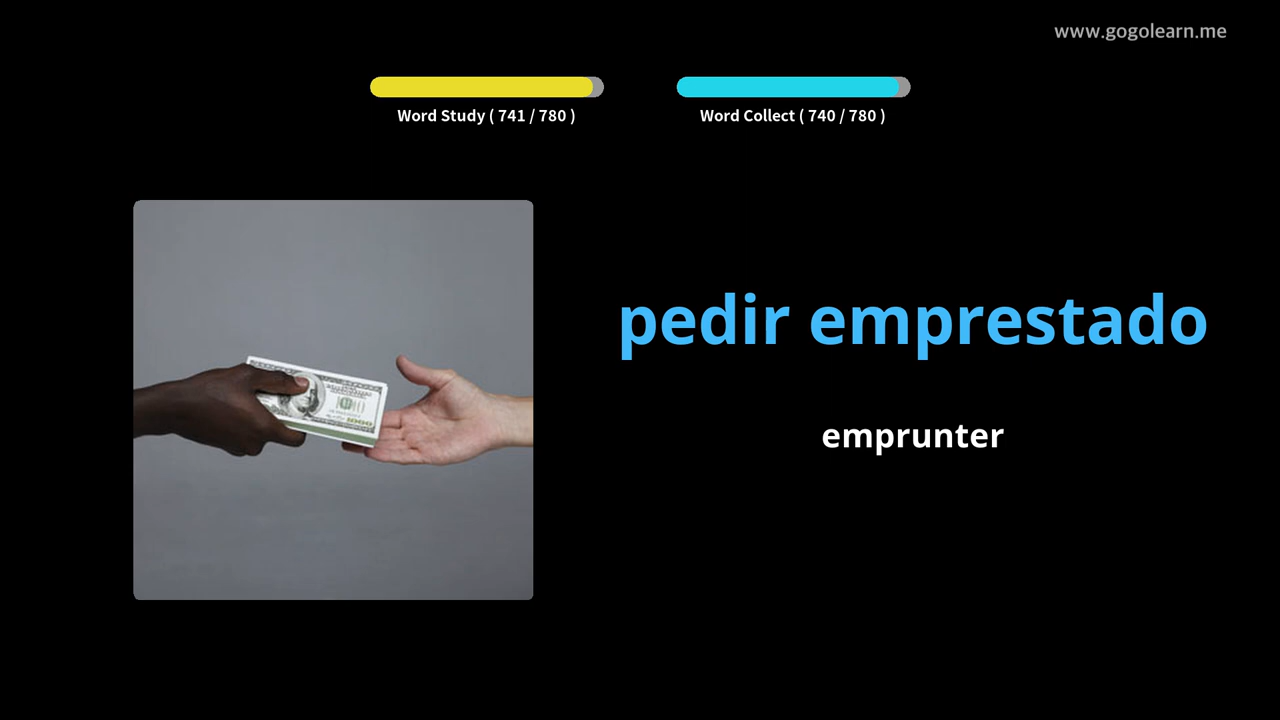 www.gogolearn.me
Word Study ( 741 / 780 )
Word Collect ( 740 / 780 )
pedir emprestado
emprunter